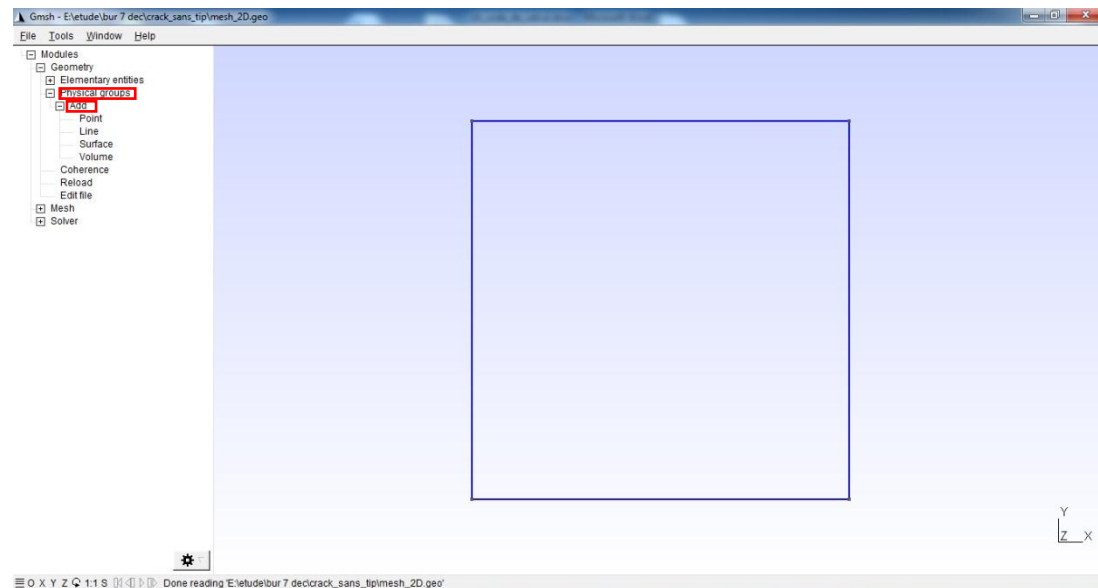 Gmsh - E:\etude\bur 7 dec\crack_sans_tip\mesh_2D.geo
File Tools Window Help
Modules
Geometry
Elementary entities
Physical groups
Add
Point
Line
Surface
Volume
Coherence
Reload
Edit file
Mesh
Solver
Y
Z X
O X Y Z 1:1 S Done reading 'E:\etude\bur 7 dec\crack_sans_tip\mesh_2D.geo'